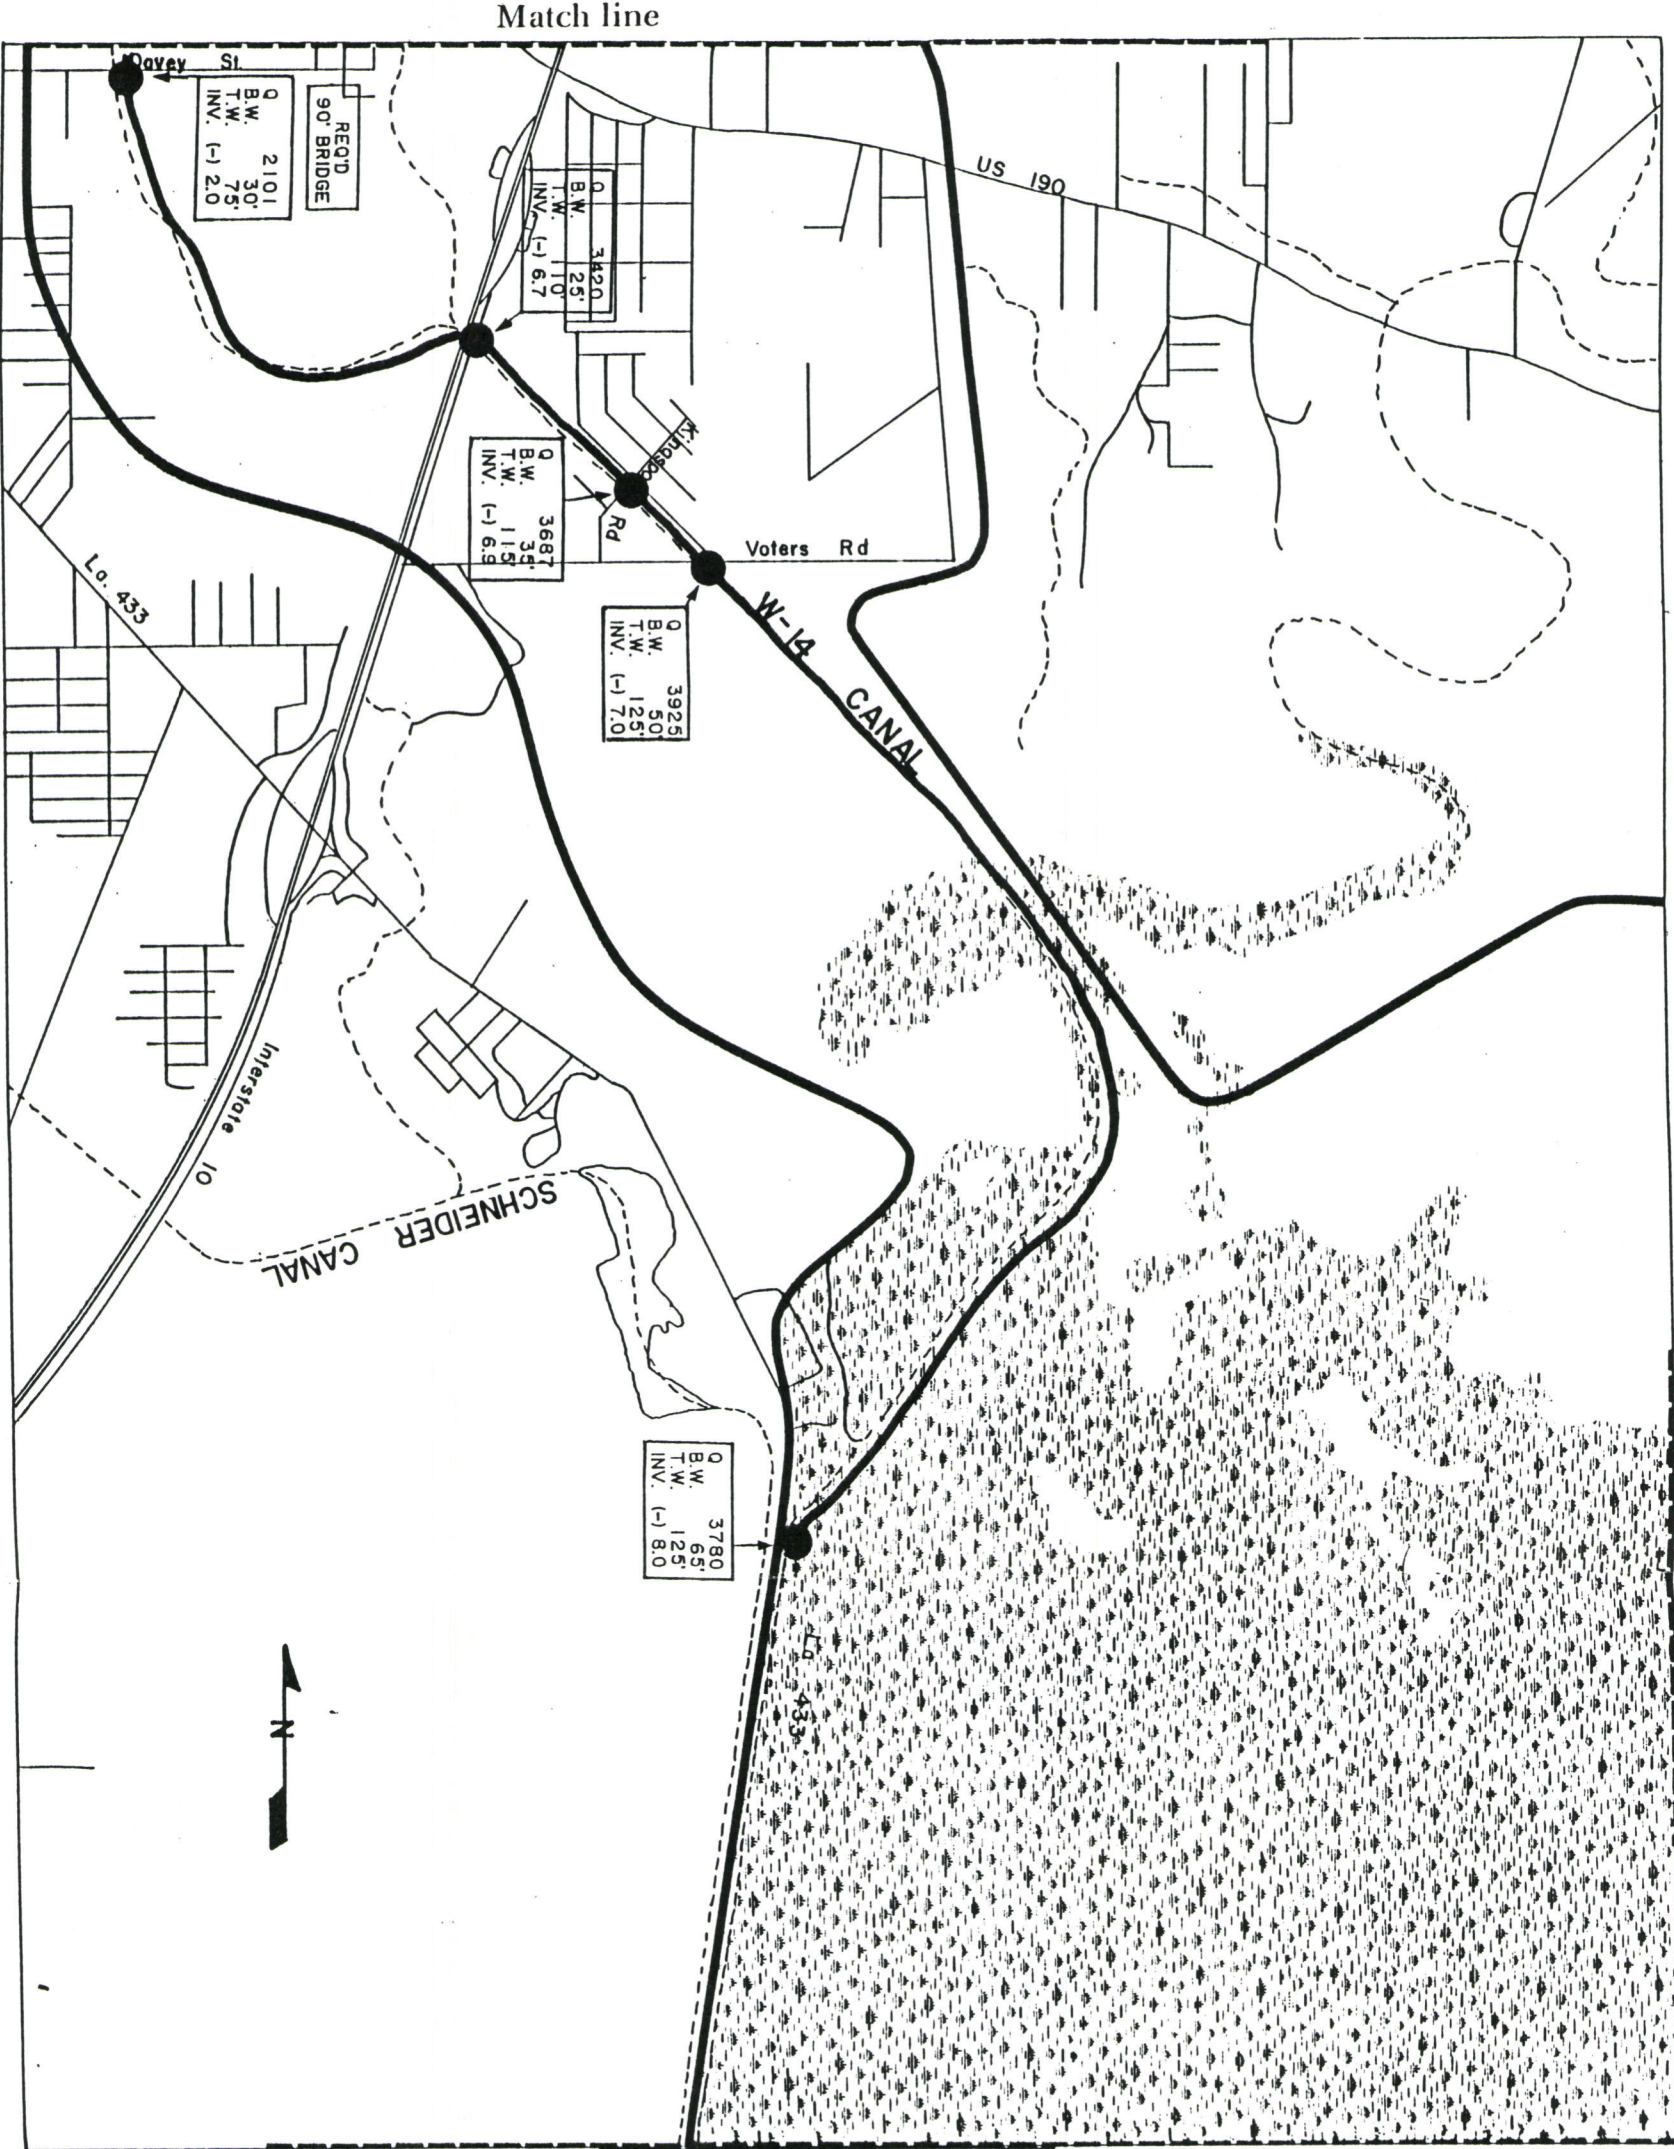 Match line
Davey St.
Q 2101
B.W. 30'
T.W. 75'
INV. (-) 2.0
REQ'D
90' BRIDGE
Q 3420
B.W. 25'
T.W. 110'
INV. (-) 6.7
US 190
Q 3687
B.W. 35'
T.W. 115'
INV. (-) 6.9
Rd
Voters Rd
W-14 CANAL
Q 3925
B.W. 50'
T.W. 125'
INV. (-) 7.0
La. 433
Interstate 10
SCHNEIDER CANAL
Q 3780
B.W. 65'
T.W. 125'
INV. (-) 8.0
La 433
N